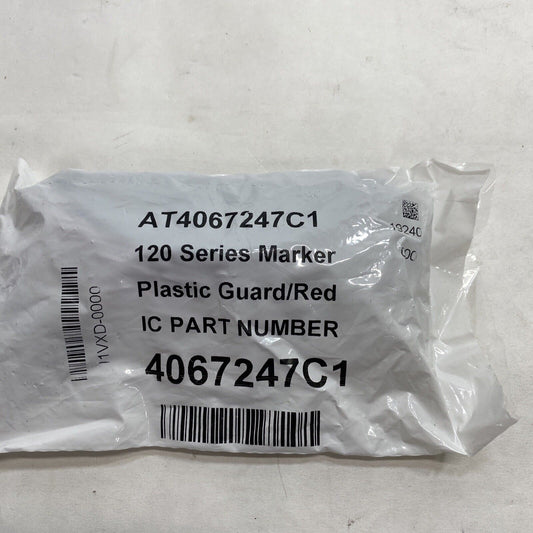 AT4067247C1
120 Series Marker
Plastic Guard/Red
IC PART NUMBER
4067247C1